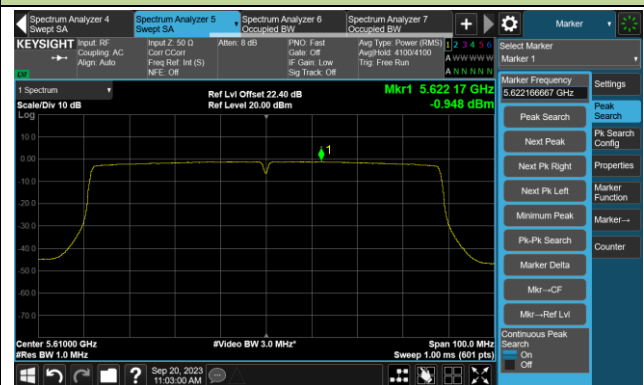 Spectrum Analyzer 4
Swept SA
Spectrum Analyzer 5
Swept SA
Spectrum Analyzer 6
Occupied BW
Spectrum Analyzer 7
Occupied BW
+
Marker
KEYSIGHT
Input: RF
Coupling: AC
Align: Auto
Input Z: 50 Ω
Corr CCorr
Freq Ref: Int (S)
NFE: Off
Atten: 8 dB
PNO: Fast
Gate: Off
IF Gain: Low
Sig Track: Off
Avg Type: Power (RMS)
Avg|Hold: 4100/4100
Trig: Free Run
1 2 3 4 5 6
A W W W W W
A N N N N N
Select Marker
Marker 1
1 Spectrum
Scale/Div 10 dB
Log
Ref Lvl Offset 22.40 dB
Ref Level 20.00 dBm
Mkr1 5.622 17 GHz
-0.948 dBm
10.0
0.00
-10.0
-20.0
-30.0
-40.0
-50.0
-60.0
-70.0
1
Center 5.61000 GHz
#Res BW 1.0 MHz
#Video BW 3.0 MHz*
Span 100.0 MHz
Sweep 1.00 ms (601 pts)
Marker Frequency
5.622166667 GHz
Peak Search
Next Peak
Next Pk Right
Next Pk Left
Minimum Peak
Pk-Pk Search
Marker Delta
Mkr→CF
Mkr→Ref Lvl
Continuous Peak
Search
On
Off
Settings
Peak
Search
Pk Search
Config
Properties
Marker
Function
Marker→
Counter
?
Sep 20, 2023
11:03:00 AM